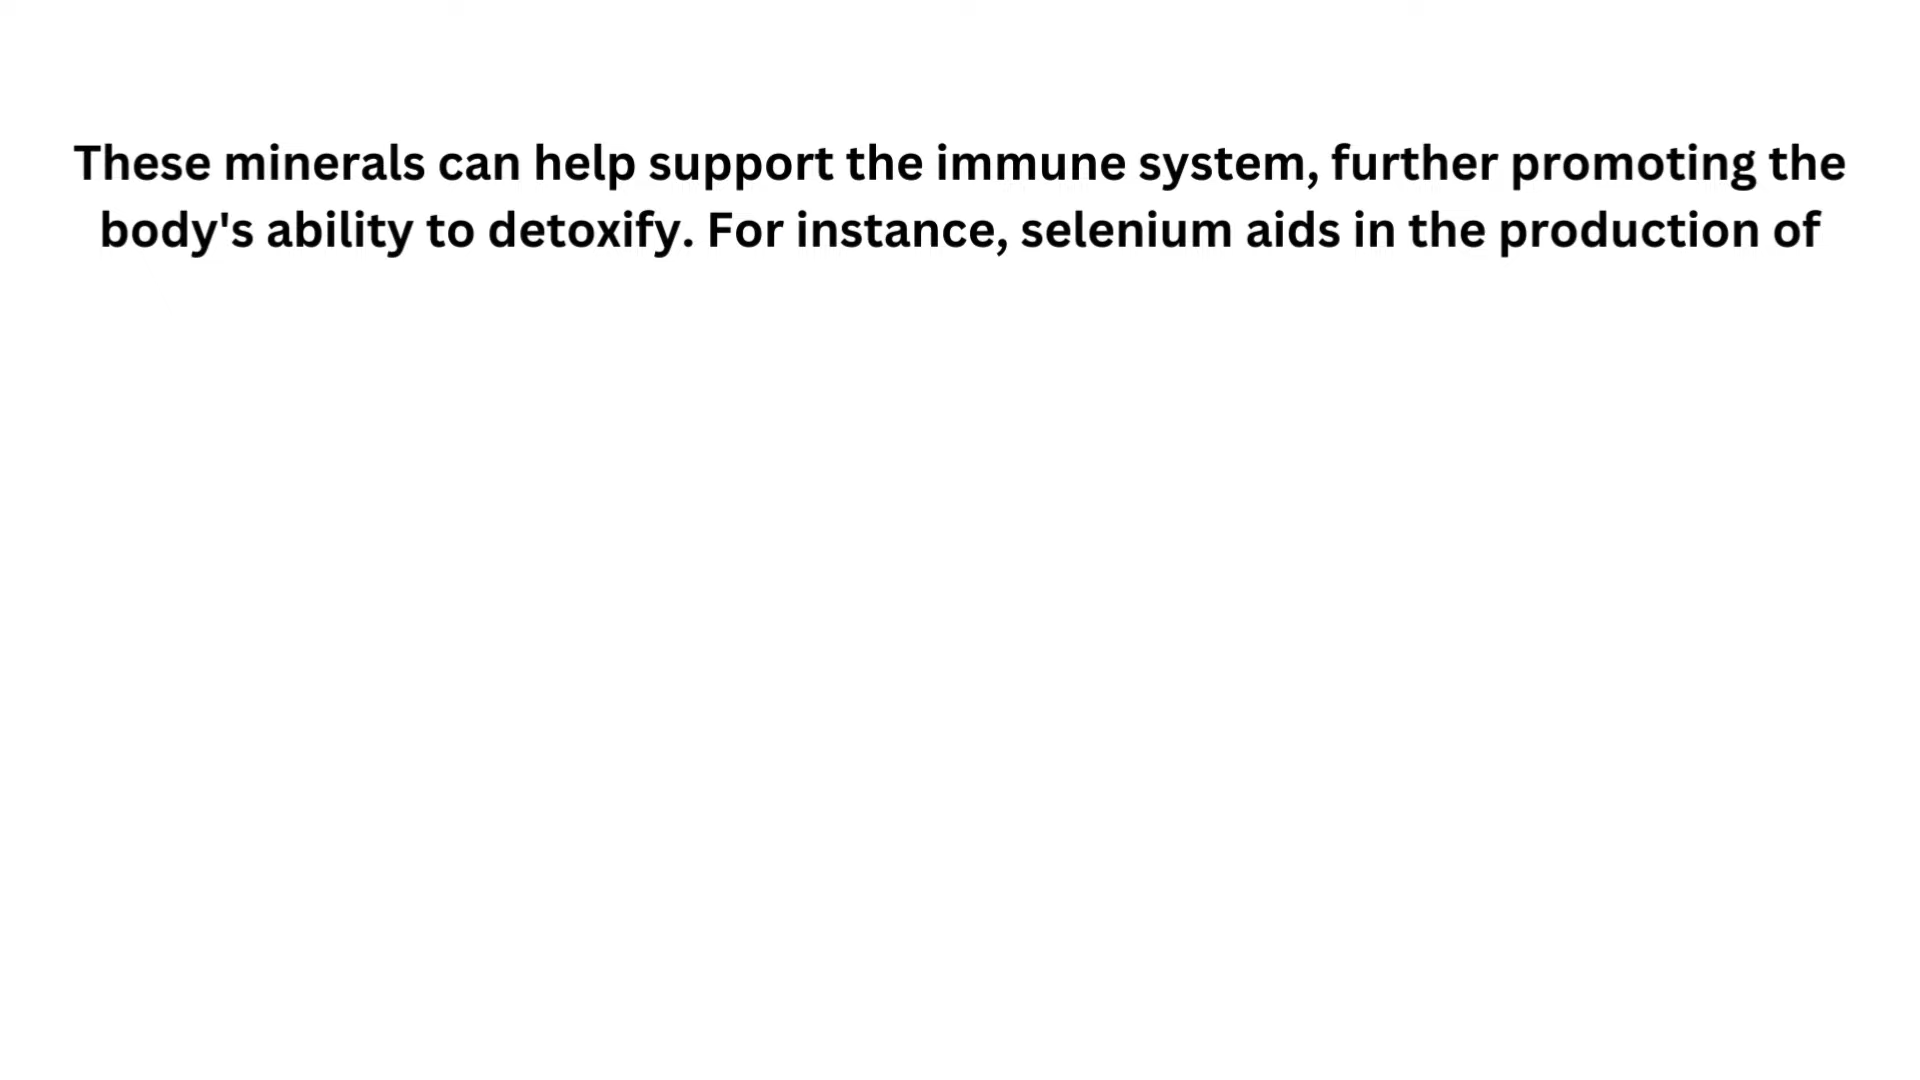 These minerals can help support the immune system, further promoting the
body's ability to detoxify. For instance, selenium aids in the production of